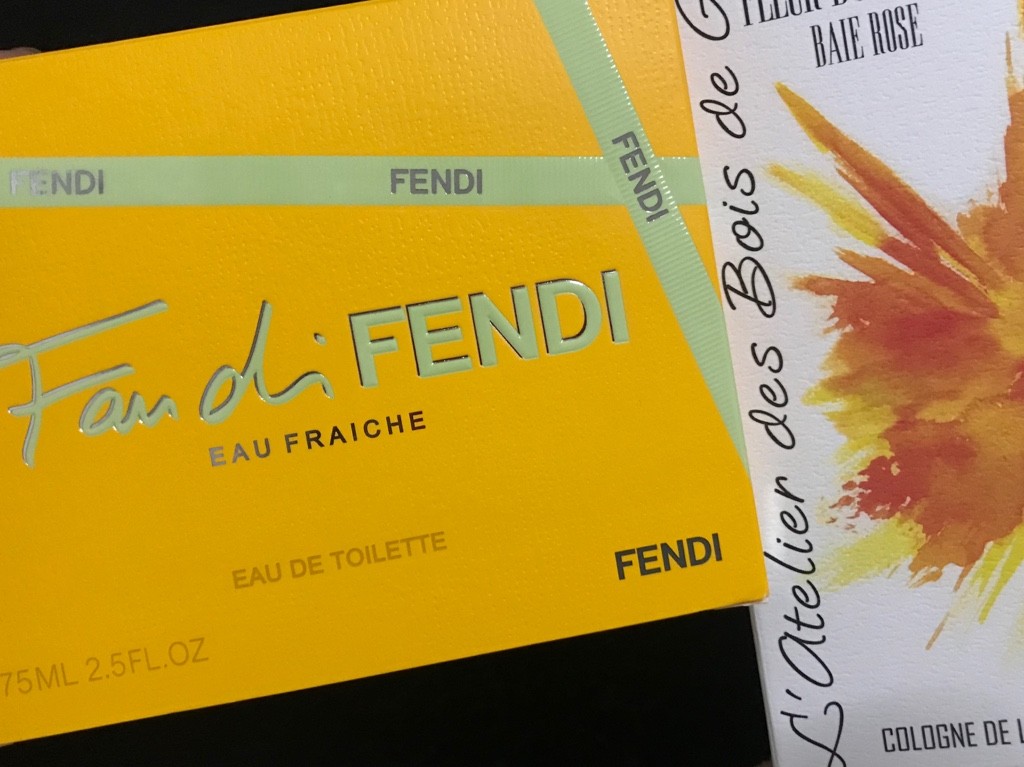 FENDI
FENDI
FENDI
Fan di FENDI
EAU FRAICHE
EAU DE TOILETTE
FENDI
75ML 2.5FL.OZ
BAIE ROSE
L'Atelier des Bois de
COLOGNE DE